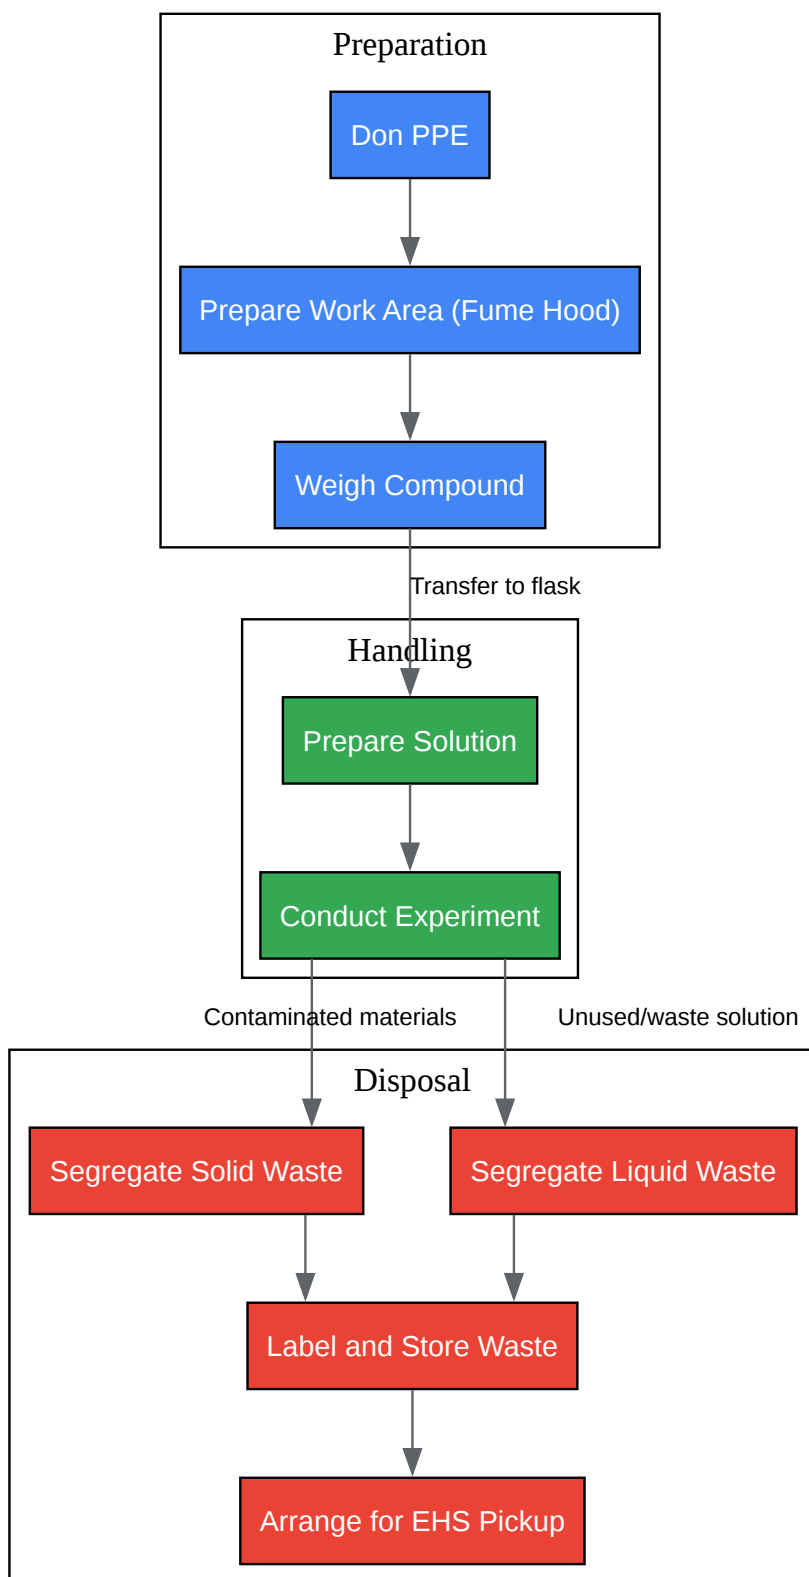 Preparation
Don PPE
Prepare Work Area (Fume Hood)
Weigh Compound
Transfer to flask
Handling
Prepare Solution
Conduct Experiment
Contaminated materials
Unused/waste solution
Disposal
Segregate Solid Waste
Segregate Liquid Waste
Label and Store Waste
Arrange for EHS Pickup